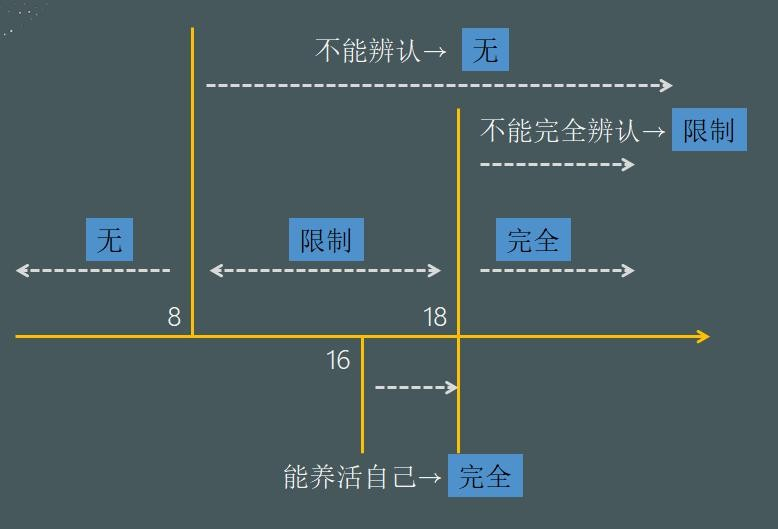 不能辨认→ 无
不能完全辨认→ 限制
无 限制 完全
8 18
16
能养活自己→ 完全